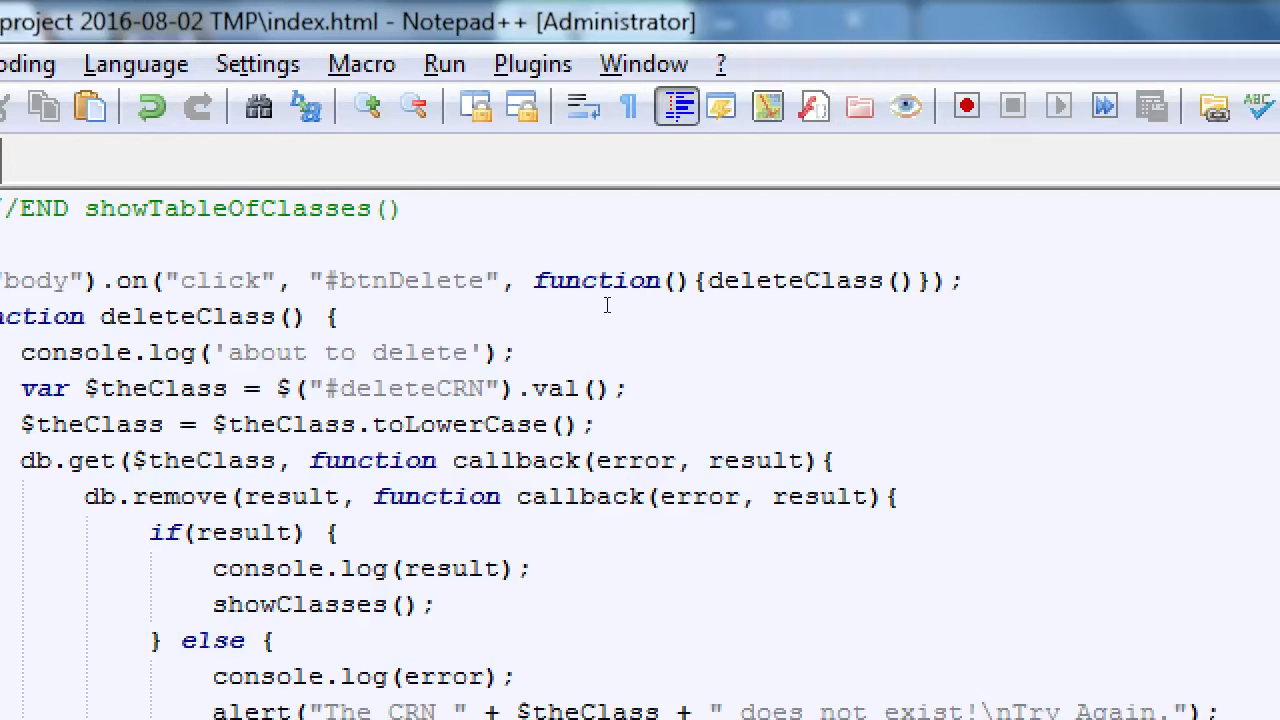 project 2016-08-02 TMP\index.html - Notepad++ [Administrator]
oding Language Settings Macro Run Plugins Window ?
ABC
//END showTableOfClasses()
"body").on("click", "#btnDelete", function(){deleteClass()});
nction deleteClass() {
console.log('about to delete');
var $theClass = $("#deleteCRN").val();
$theClass = $theClass.toLowerCase();
db.get($theClass, function callback(error, result){
db.remove(result, function callback(error, result){
if(result) {
console.log(result);
showClasses();
} else {
console.log(error);
alert("The CRN " + $theClass + " does not exist!\nTry Again.");